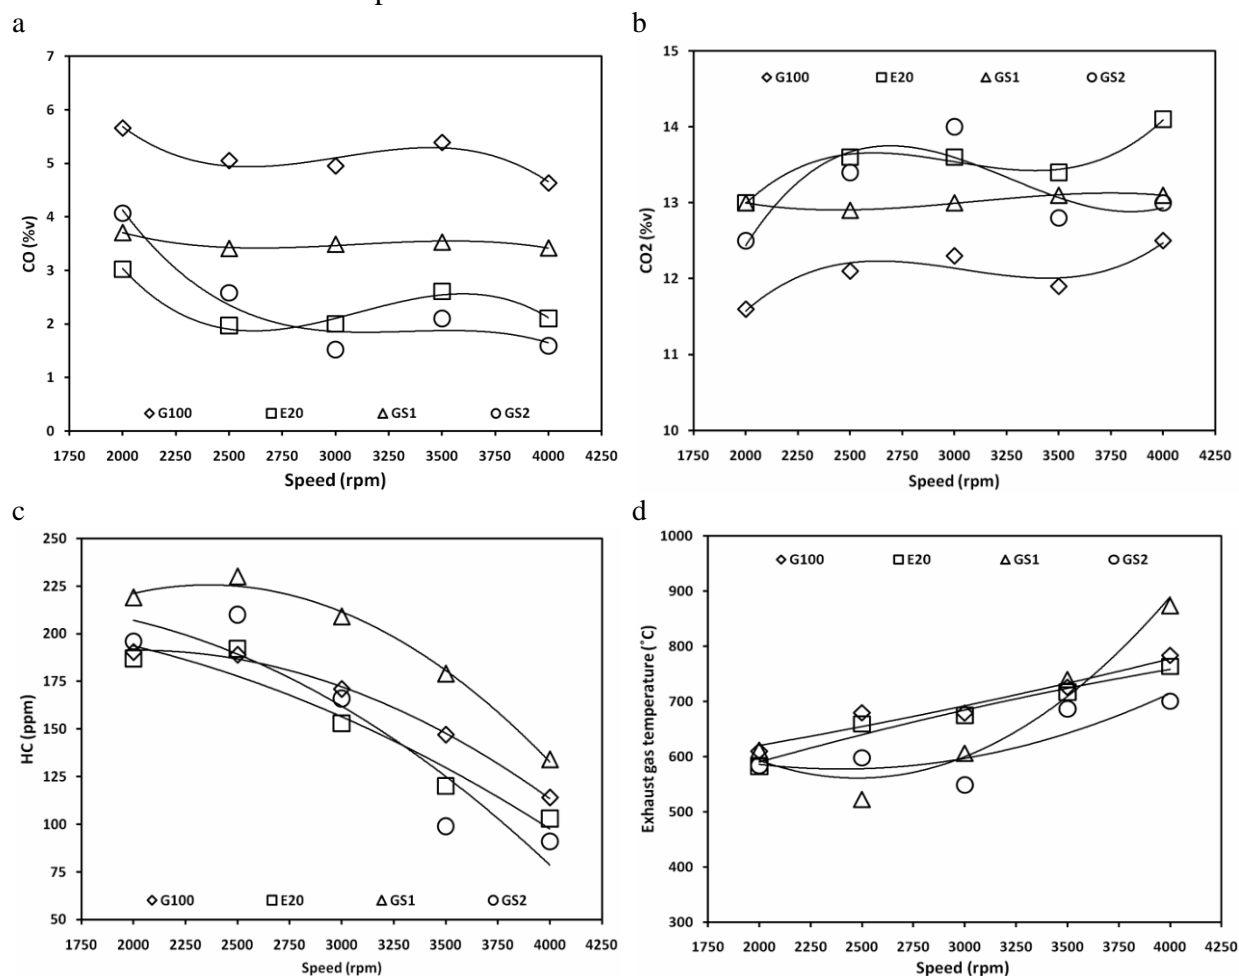 a
7
6
5
4
3
2
1
0
CO (%v)
G100 E20 GS1 GS2
1750 2000 2250 2500 2750 3000 3250 3500 3750 4000 4250
Speed (rpm)
b
15
14
13
12
11
10
CO2 (%v)
G100 E20 GS1 GS2
1750 2000 2250 2500 2750 3000 3250 3500 3750 4000 4250
Speed (rpm)
c
250
225
200
175
150
125
100
75
50
HC (ppm)
G100 E20 GS1 GS2
1750 2000 2250 2500 2750 3000 3250 3500 3750 4000 4250
Speed (rpm)
d
1000
900
800
700
600
500
400
300
Exhaust gas temperature (˚C)
G100 E20 GS1 GS2
1750 2000 2250 2500 2750 3000 3250 3500 3750 4000 4250
Speed (rpm)